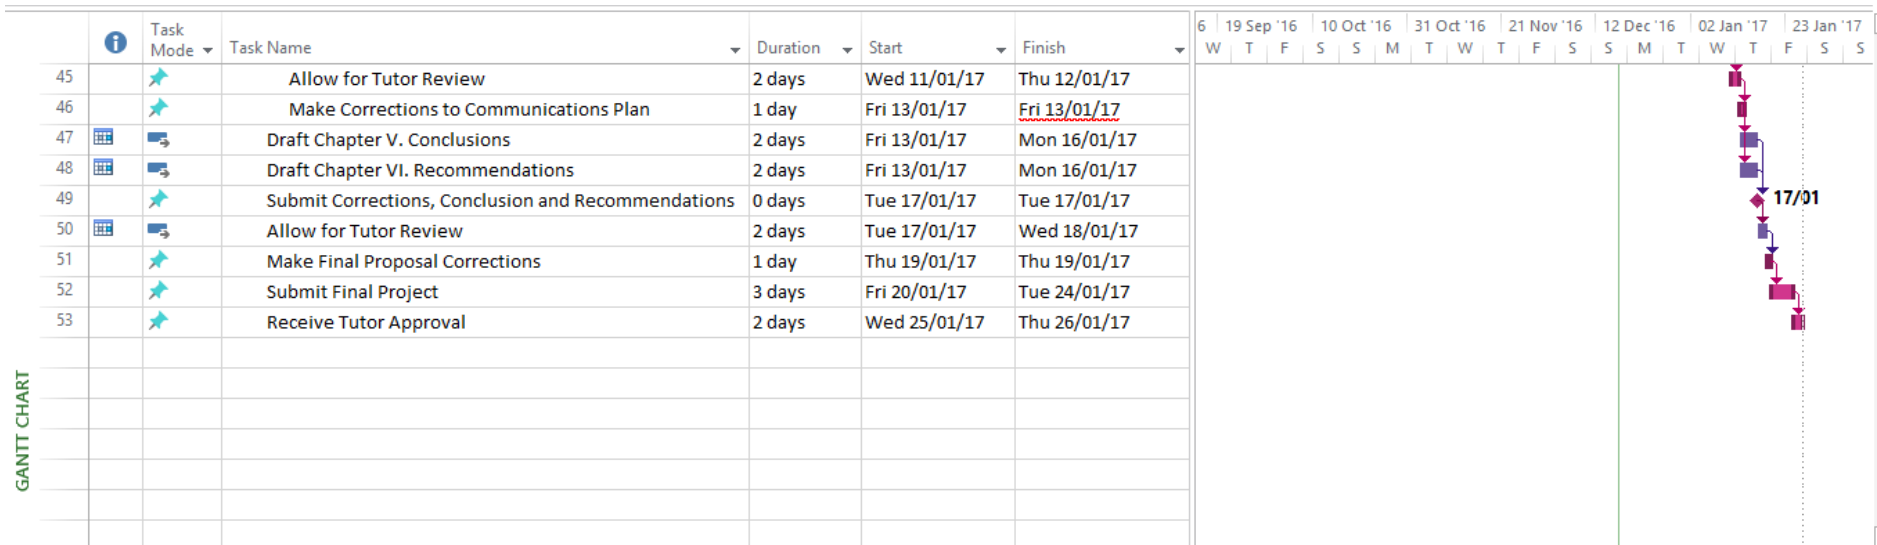 Task
Mode Task Name Duration Start Finish
6 19 Sep '16 10 Oct '16 31 Oct '16 21 Nov '16 12 Dec '16 02 Jan '17 23 Jan '17
W T F S S M T W T F S S M T W T F S S
45 Allow for Tutor Review 2 days Wed 11/01/17 Thu 12/01/17
46 Make Corrections to Communications Plan 1 day Fri 13/01/17 Fri 13/01/17
47 Draft Chapter V. Conclusions 2 days Fri 13/01/17 Mon 16/01/17
48 Draft Chapter VI. Recommendations 2 days Fri 13/01/17 Mon 16/01/17
49 Submit Corrections, Conclusion and Recommendations 0 days Tue 17/01/17 Tue 17/01/17 17/01
50 Allow for Tutor Review 2 days Tue 17/01/17 Wed 18/01/17
51 Make Final Proposal Corrections 1 day Thu 19/01/17 Thu 19/01/17
52 Submit Final Project 3 days Fri 20/01/17 Tue 24/01/17
53 Receive Tutor Approval 2 days Wed 25/01/17 Thu 26/01/17
GANTT CHART